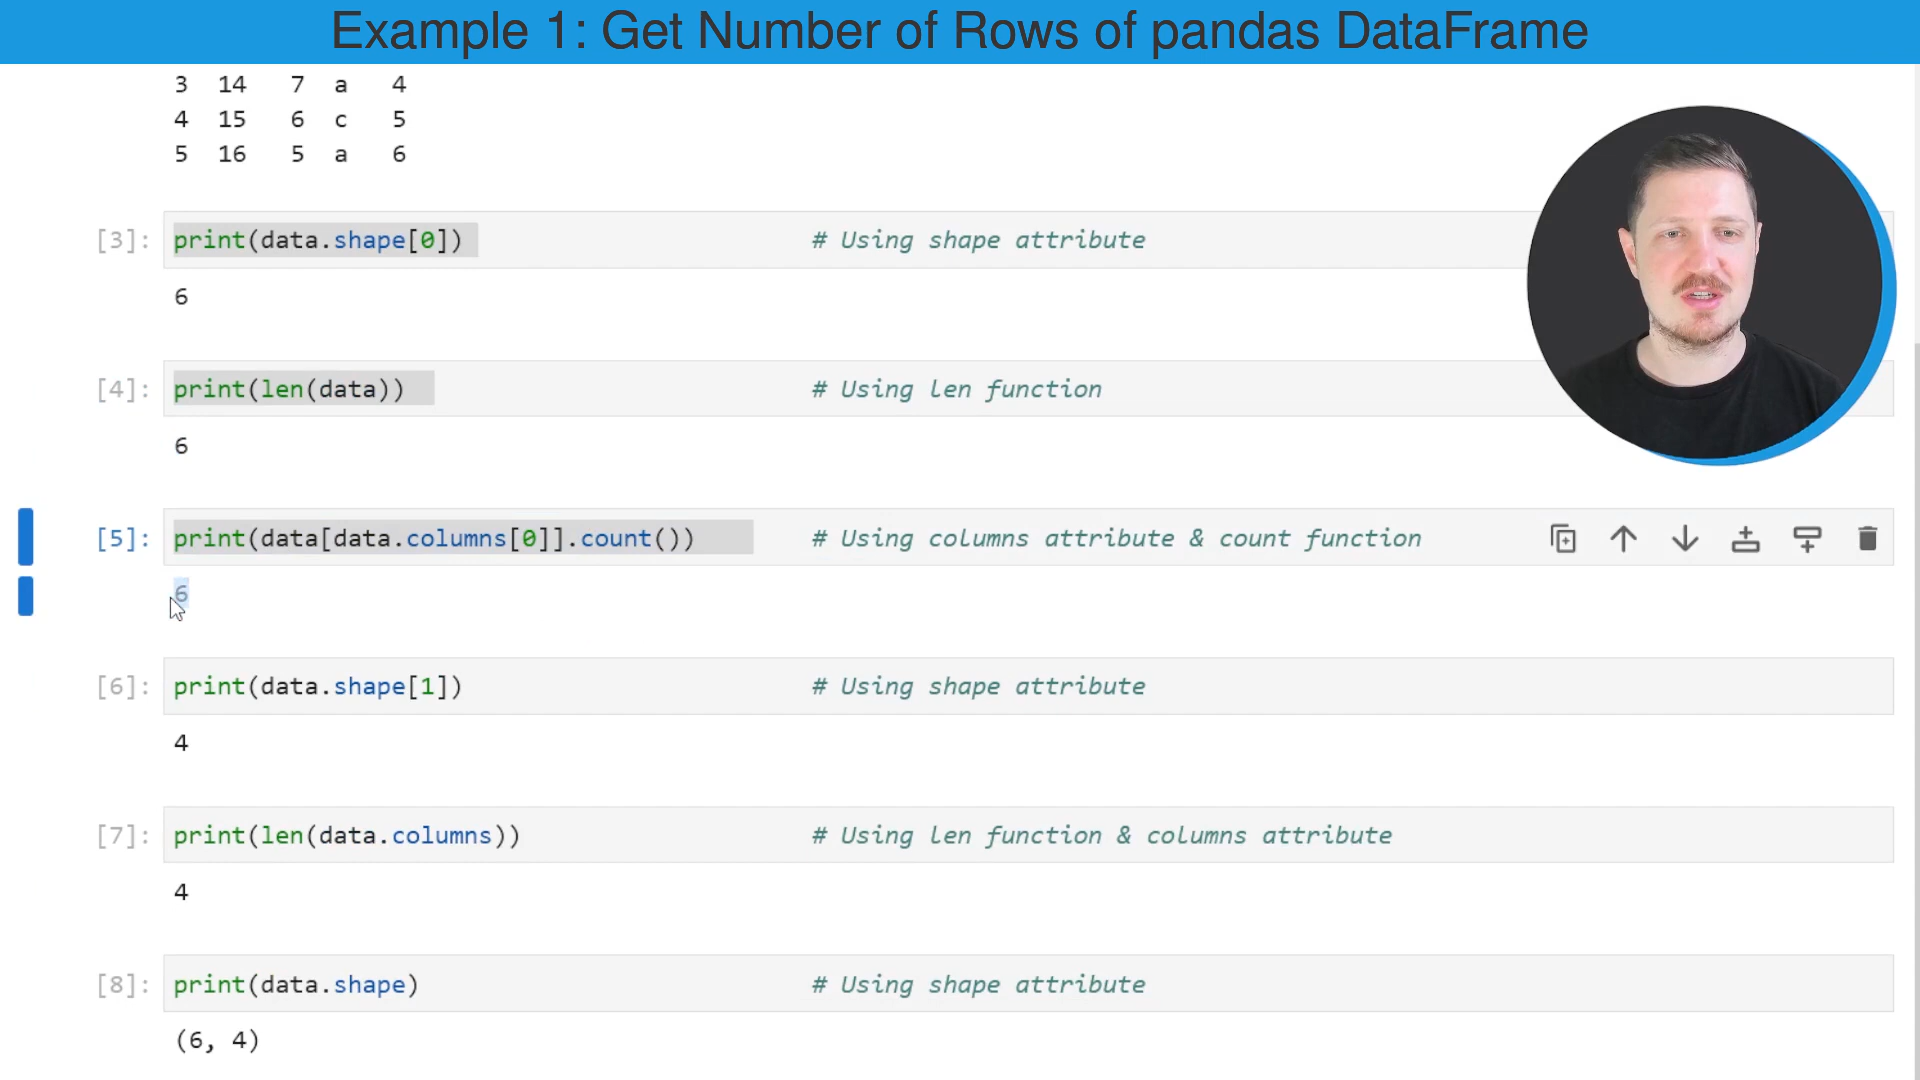 Example 1: Get Number of Rows of pandas DataFrame
3 14 7 a 4
4 15 6 c 5
5 16 5 a 6
[3]: print(data.shape[0]) # Using shape attribute
6
[4]: print(len(data)) # Using len function
6
[5]: print(data[data.columns[0]].count()) # Using columns attribute & count function
6
[6]: print(data.shape[1]) # Using shape attribute
4
[7]: print(len(data.columns)) # Using len function & columns attribute
4
[8]: print(data.shape) # Using shape attribute
(6, 4)